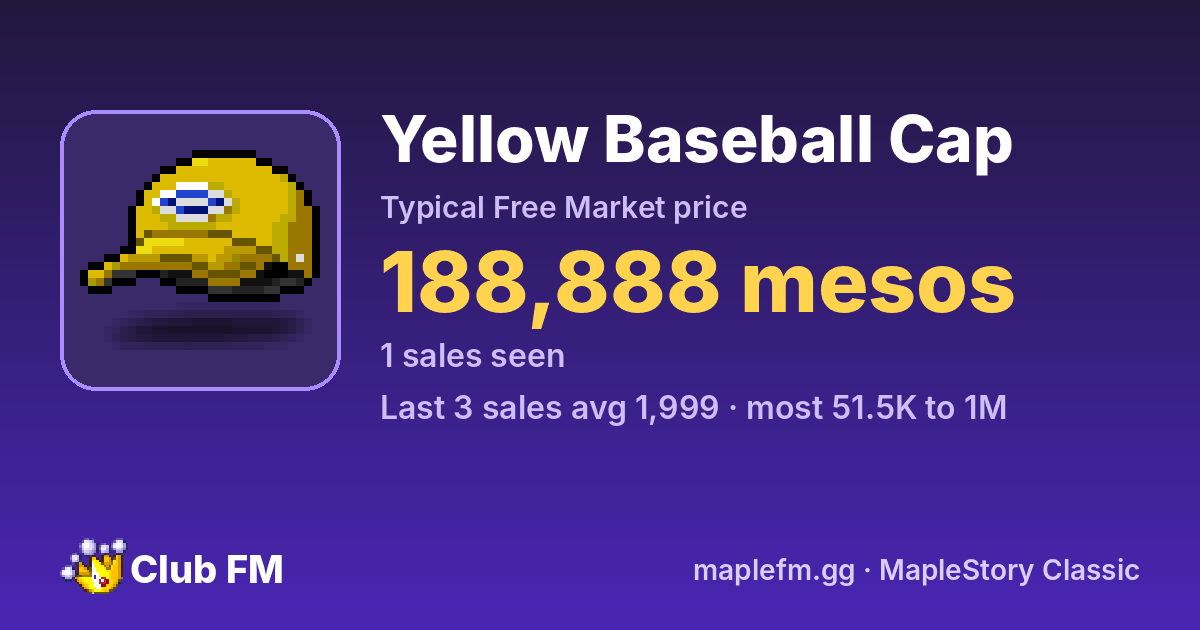 Yellow Baseball Cap
Typical Free Market price
188,888 mesos
1 sales seen
Last 3 sales avg 1,999 · most 51.5K to 1M
Club FM
maplefm.gg · MapleStory Classic